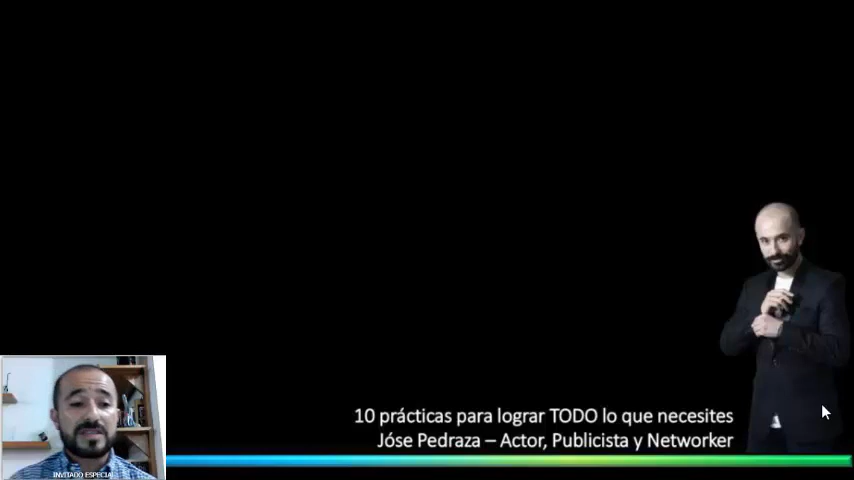 10 prácticas para lograr TODO lo que necesites
Jóse Pedraza – Actor, Publicista y Networker
INVITADO ESPECIAL